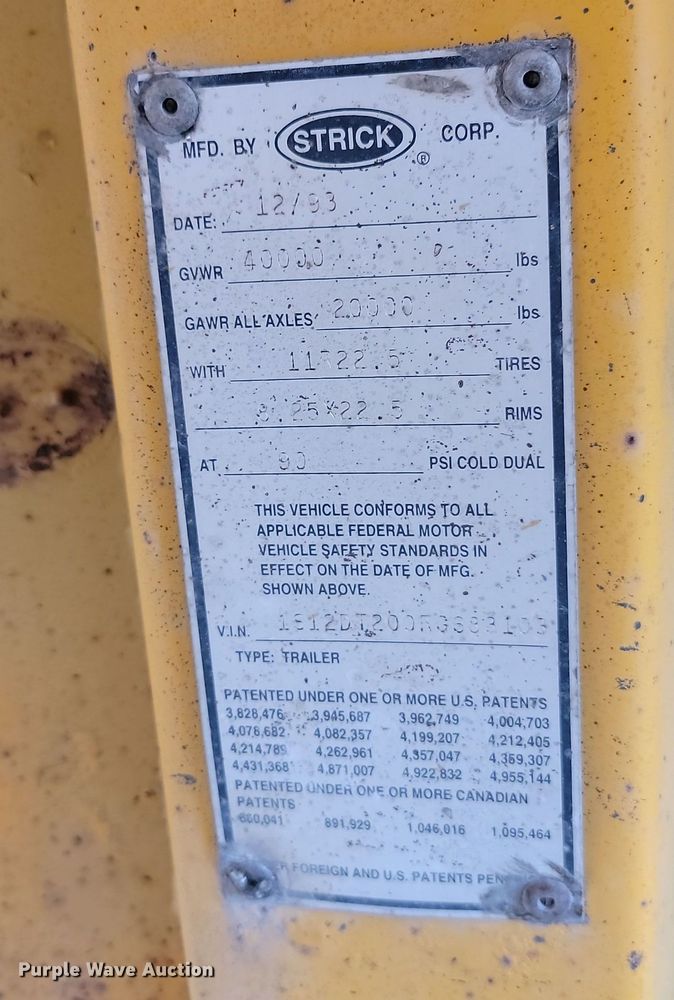 MFD. BY STRICK ® CORP.
DATE: 12/93
GVWR 40000 lbs
GAWR ALL AXLES 20000 lbs
WITH 11R22.5 TIRES
8.25X22.5 RIMS
AT 90 PSI COLD DUAL
THIS VEHICLE CONFORMS TO ALL
APPLICABLE FEDERAL MOTOR
VEHICLE SAFETY STANDARDS IN
EFFECT ON THE DATE OF MFG.
SHOWN ABOVE.
V.I.N.
TYPE: TRAILER
PATENTED UNDER ONE OR MORE U.S. PATENTS
3,828,476 3,945,687 3,962,749 4,004,703
4,078,682 4,082,357 4,199,207 4,212,405
4,214,789 4,262,961 4,357,047 4,359,307
4,431,368 4,871,007 4,922,832 4,955,144
PATENTED UNDER ONE OR MORE CANADIAN
PATENTS
660,041 891,929 1,046,016 1,095,464
FOREIGN AND U.S. PATENTS
Purple Wave Auction